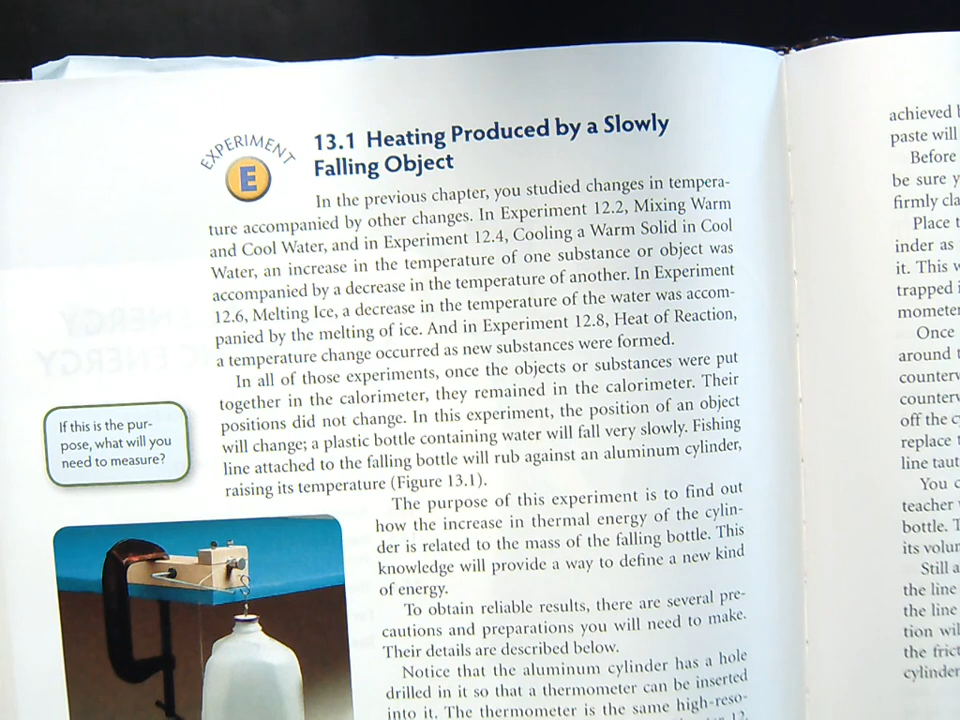 EXPERIMENT
E
13.1 Heating Produced by a Slowly
Falling Object
In the previous chapter, you studied changes in tempera-
ture accompanied by other changes. In Experiment 12.2, Mixing Warm
and Cool Water, and in Experiment 12.4, Cooling a Warm Solid in Cool
Water, an increase in the temperature of one substance or object was
accompanied by a decrease in the temperature of another. In Experiment
12.6, Melting Ice, a decrease in the temperature of the water was accom-
panied by the melting of ice. And in Experiment 12.8, Heat of Reaction,
a temperature change occurred as new substances were formed.
In all of those experiments, once the objects or substances were put
together in the calorimeter, they remained in the calorimeter. Their
positions did not change. In this experiment, the position of an object
will change; a plastic bottle containing water will fall very slowly. Fishing
line attached to the falling bottle will rub against an aluminum cylinder,
raising its temperature (Figure 13.1).
If this is the pur-
pose, what will you
need to measure?
The purpose of this experiment is to find out
how the increase in thermal energy of the cylin-
der is related to the mass of the falling bottle. This
knowledge will provide a way to define a new kind
of energy.
To obtain reliable results, there are several pre-
cautions and preparations you will need to make.
Their details are described below.
Notice that the aluminum cylinder has a hole
drilled in it so that a thermometer can be inserted
into it. The thermometer is the same high-reso-
12.
achieved
paste will
Before
be sure
firmly
Place
inder as
it. This
trapped
Once
around
off the
replace
line taut
You
teacher
bottle.
its
Still
the line
the line
tion
the
cylinder